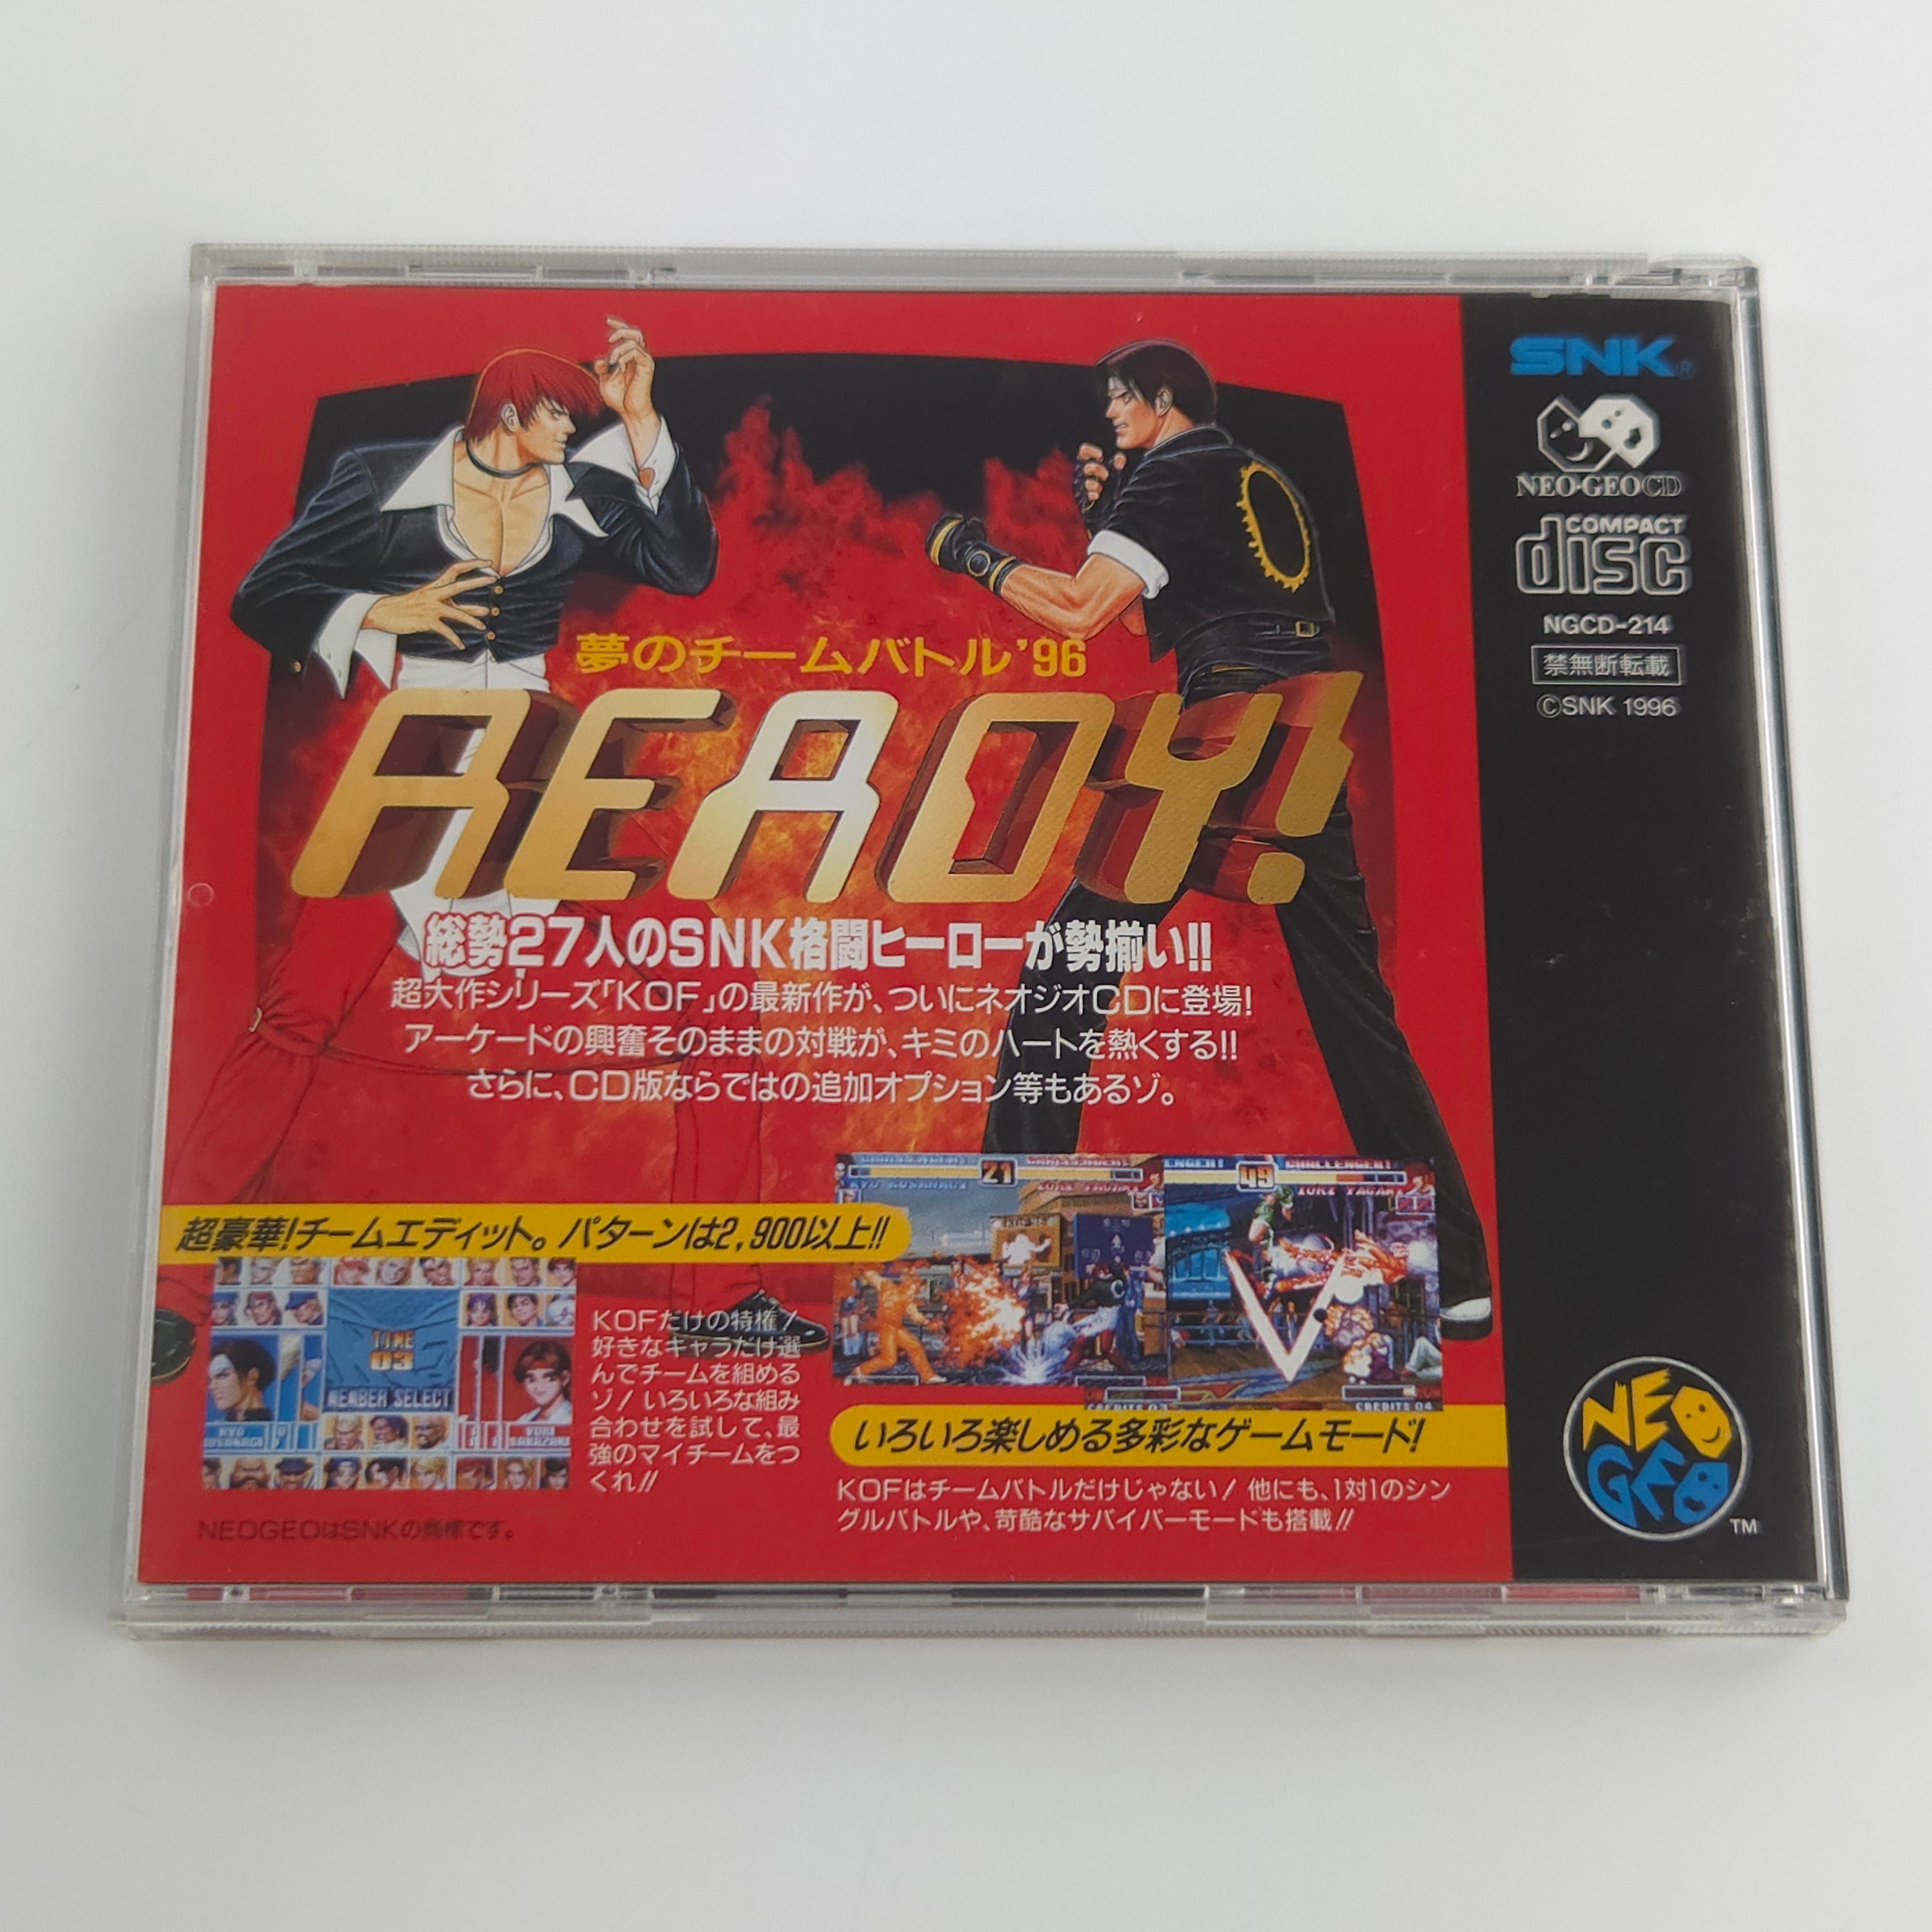 SNK®
NEO·GEO CD
COMPACT
disc
NGCD-214
禁無断転載
©SNK 1996
夢のチームバトル'96
READY!
総勢27人のSNK格闘ヒーローが勢揃い!!
超大作シリーズ「KOF」の最新作が、ついにネオジオCDに登場!
アーケードの興奮そのままの対戦が、キミのハートを熱くする!!
さらに、CD版ならではの追加オプション等もあるゾ。
超豪華!チームエディット。パターンは2,900以上!!
TIME
03
MEMBER SELECT
YURI
SAKAZAKI
KOFだけの特権!
好きなキャラだけ選
んでチームを組める
ゾ! いろいろな組み
合わせを試して、最
強のマイチームをつ
くれ!!
21
49
CHALLENGER!
IORI YAGAMI
CREDITS 03
CREDITS 04
いろいろ楽しめる多彩なゲームモード!
KOFはチームバトルだけじゃない! 他にも、1対1のシン
グルバトルや、苛酷なサバイバーモードも搭載!!
NEOGEOはSNKの商標です。
NEO
GEO
TM